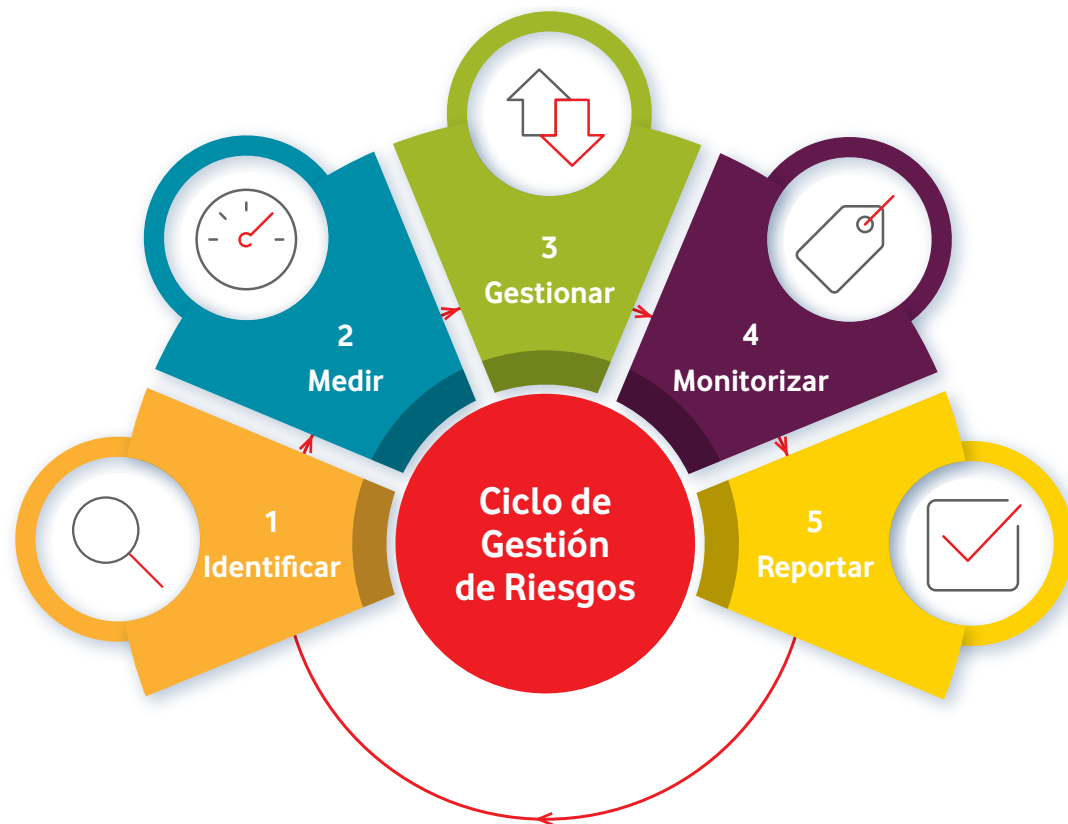 1
Identificar
2
Medir
3
Gestionar
4
Monitorizar
5
Reportar
Ciclo de
Gestión
de Riesgos